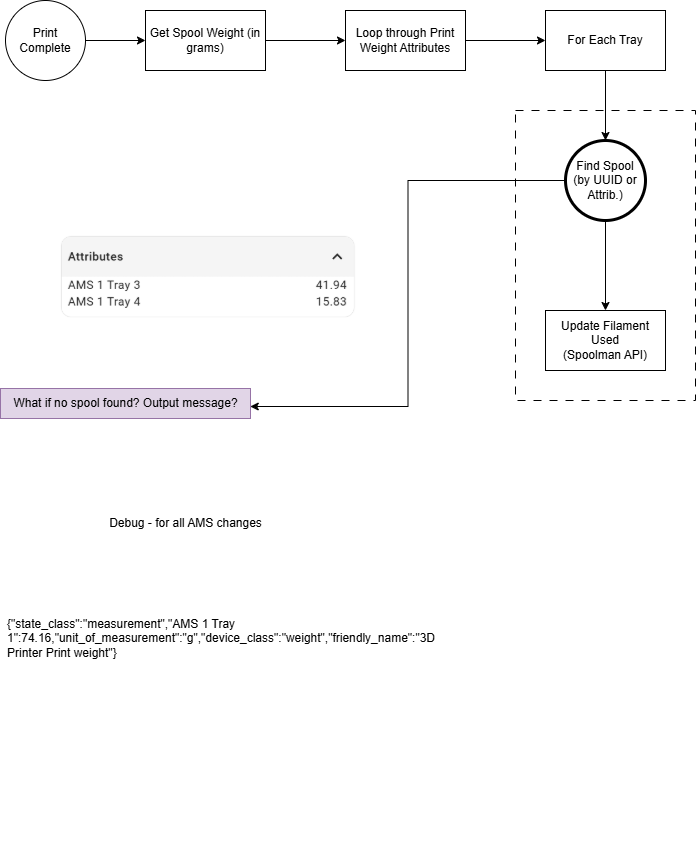 Print
Complete
Get Spool Weight (in
grams)
Loop through Print
Weight Attributes
For Each Tray
Find Spool
(by UUID or
Attrib.)
Attributes
AMS 1 Tray 3 41.94
AMS 1 Tray 4 15.83
Update Filament
Used
(Spoolman API)
What if no spool found? Output message?
Debug - for all AMS changes
{"state_class":"measurement","AMS 1 Tray
1":74.16,"unit_of_measurement":"g","device_class":"weight","friendly_name":"3D
Printer Print weight"}